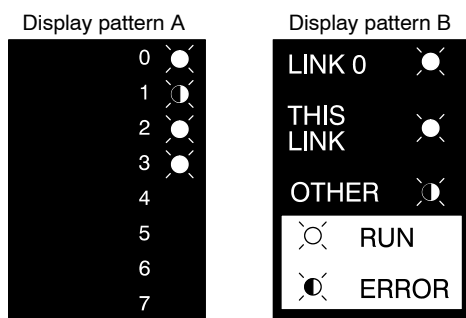 Display pattern A
0
1
2
3
4
5
6
7
Display pattern B
LINK 0
THIS
LINK
OTHER
RUN
ERROR